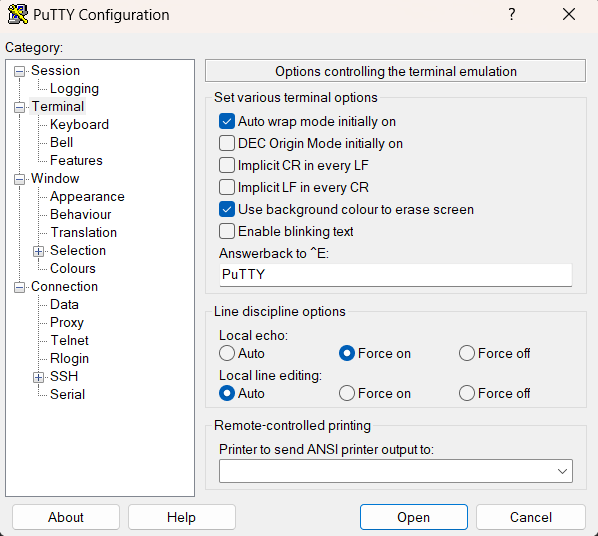 PuTTY Configuration
?
Category:
Session
Logging
Terminal
Keyboard
Bell
Features
Window
Appearance
Behaviour
Translation
Selection
Colours
Connection
Data
Proxy
Telnet
Rlogin
SSH
Serial
Options controlling the terminal emulation
Set various terminal options
Auto wrap mode initially on
DEC Origin Mode initially on
Implicit CR in every LF
Implicit LF in every CR
Use background colour to erase screen
Enable blinking text
Answerback to ^E:
PuTTY
Line discipline options
Local echo:
Auto Force on Force off
Local line editing:
Auto Force on Force off
Remote-controlled printing
Printer to send ANSI printer output to:
About Help Open Cancel